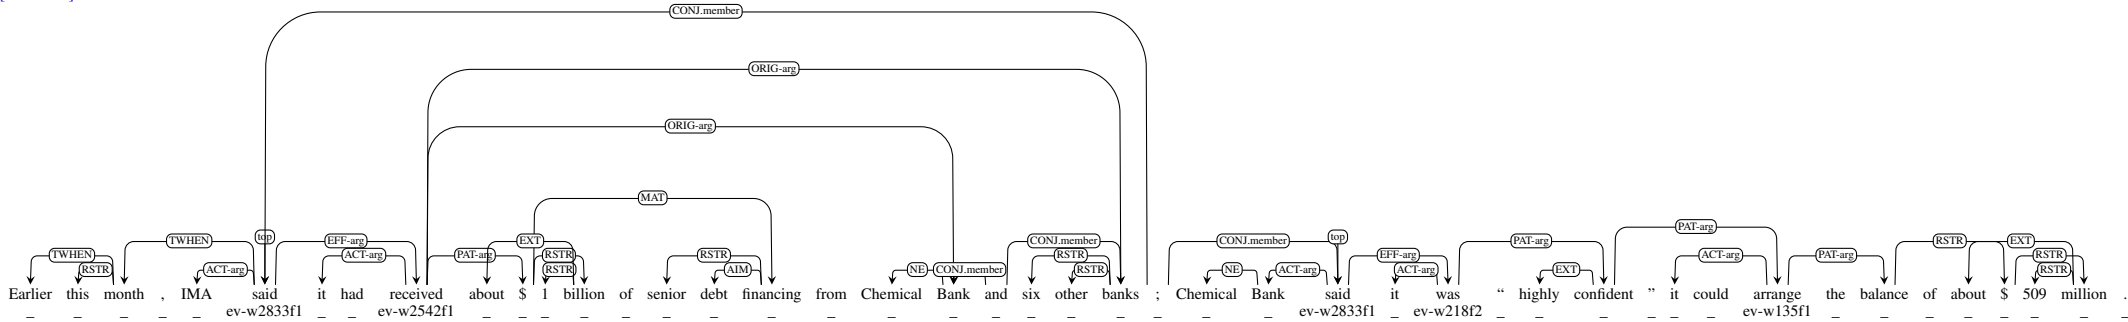 CONJ.member
ORIG-arg
ORIG-arg
MAT
PAT-arg
TWHEN top EFF-arg EXT CONJ.member CONJ.member top PAT-arg RSTR EXT
TWHEN ACT-arg PAT-arg RSTR RSTR RSTR EFF-arg ACT-arg PAT-arg RSTR
RSTR ACT-arg RSTR AIM NE CONJ.member RSTR NE ACT-arg ACT-arg EXT RSTR
Earlier this month , IMA said it had received about $ 1 billion of senior debt financing from Chemical Bank and six other banks ; Chemical Bank said it was “ highly confident ” it could arrange the balance of about $ 509 million .
_ _ _ _ _ ev-w2833f1 _ _ ev-w2542f1 _ _ _ _ _ _ _ _ _ _ _ _ _ _ _ _ _ _ ev-w2833f1 _ ev-w218f2 _ _ _ _ _ _ ev-w135f1 _ _ _ _ _ _ _ _